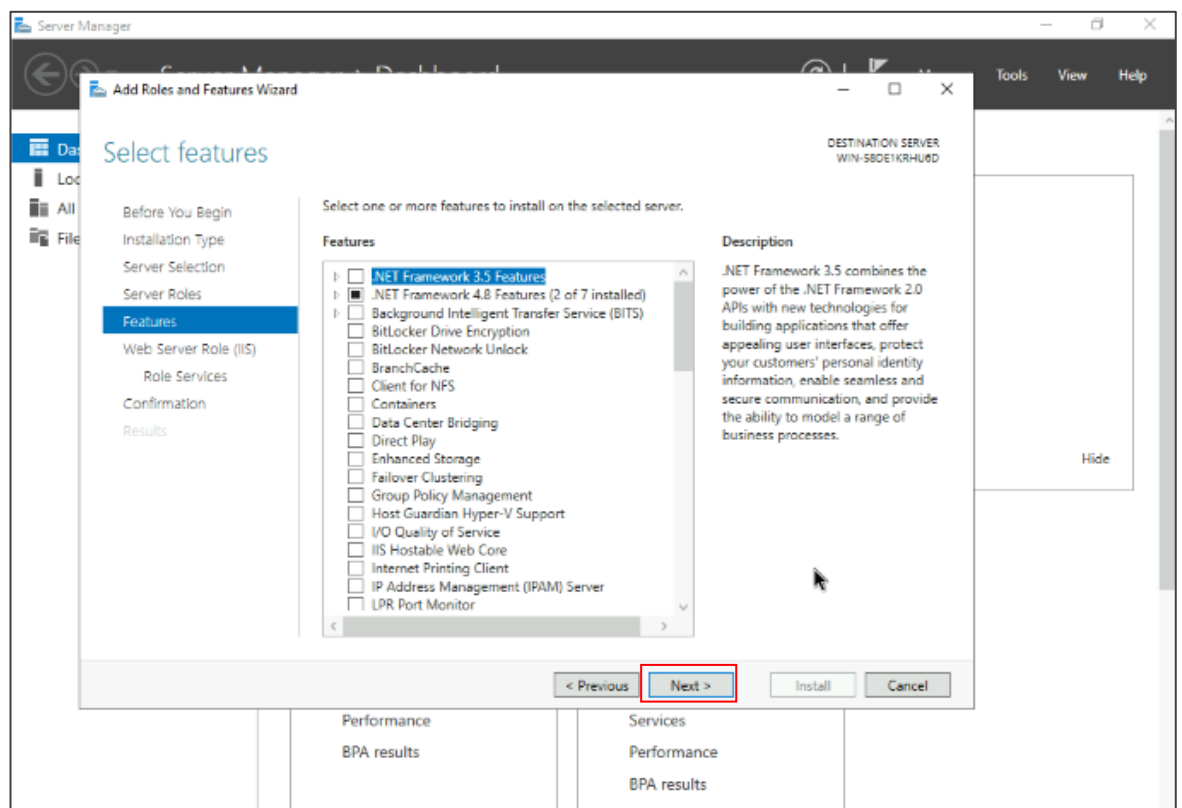 Server Manager
Tools View Help
Add Roles and Features Wizard
Select features
DESTINATION SERVER
WIN-58DE1KRHU6D
Before You Begin
Installation Type
Server Selection
Server Roles
Features
Web Server Role (IIS)
Role Services
Confirmation
Results
Select one or more features to install on the selected server.
Features
.NET Framework 3.5 Features
.NET Framework 4.8 Features (2 of 7 installed)
Background Intelligent Transfer Service (BITS)
BitLocker Drive Encryption
BitLocker Network Unlock
BranchCache
Client for NFS
Containers
Data Center Bridging
Direct Play
Enhanced Storage
Failover Clustering
Group Policy Management
Host Guardian Hyper-V Support
I/O Quality of Service
IIS Hostable Web Core
Internet Printing Client
IP Address Management (IPAM) Server
LPR Port Monitor
Description
.NET Framework 3.5 combines the
power of the .NET Framework 2.0
APIs with new technologies for
building applications that offer
appealing user interfaces, protect
your customers' personal identity
information, enable seamless and
secure communication, and provide
the ability to model a range of
business processes.
Hide
< Previous
Next >
Install
Cancel
Performance
BPA results
Services
Performance
BPA results